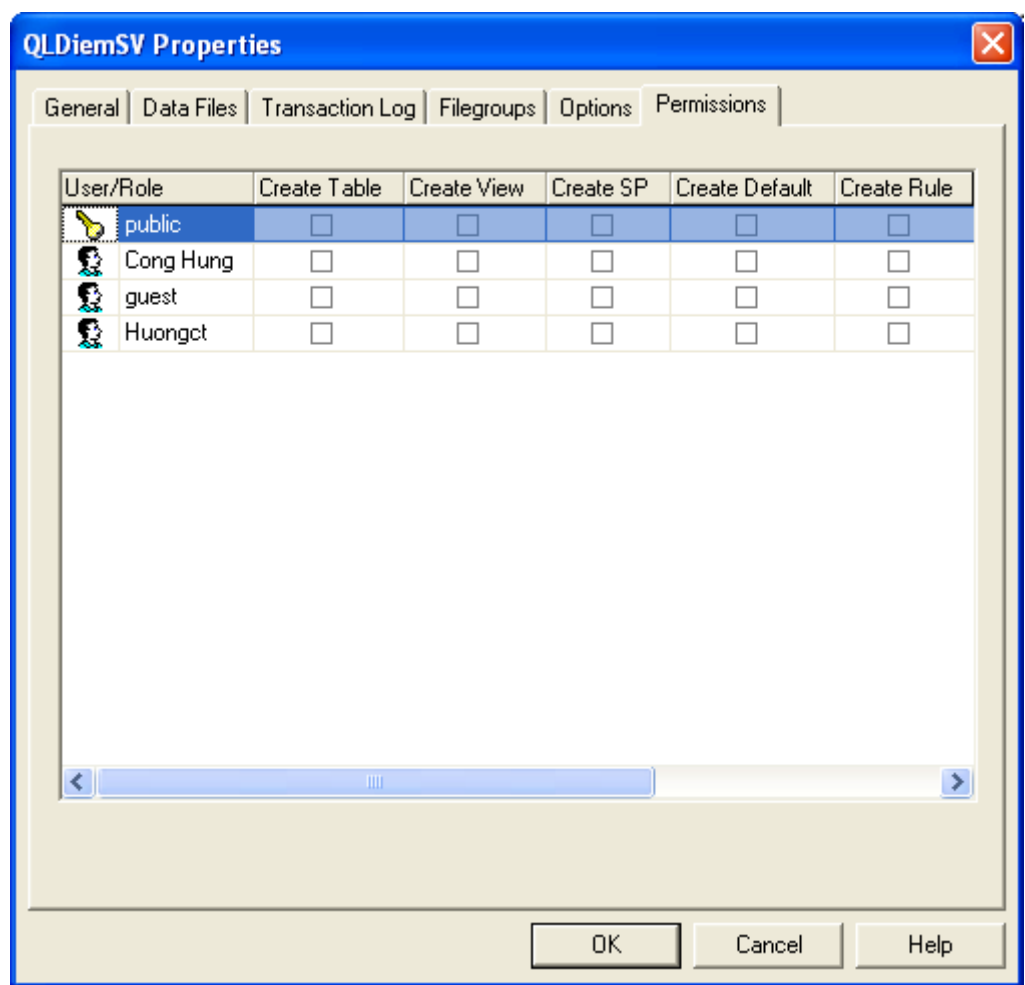 QLDiemSV Properties
General Data Files Transaction Log Filegroups Options Permissions
User/Role Create Table Create View Create SP Create Default Create Rule
public
Cong Hung
guest
Huongct
OK Cancel Help